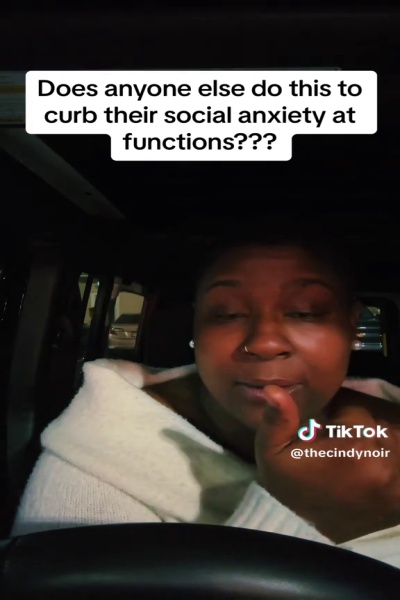 Does anyone else do this to
curb their social anxiety at
functions???
TikTok
@thecindynoir